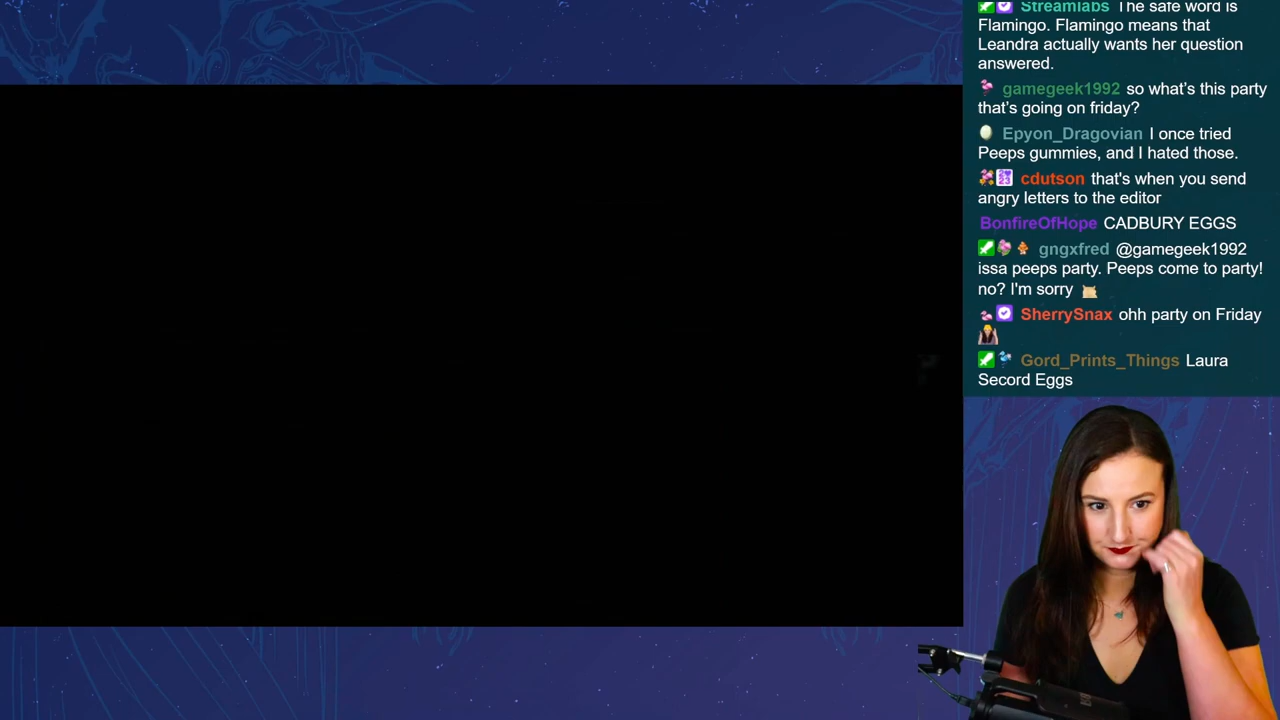 Streamlabs The safe word is
Flamingo. Flamingo means that
Leandra actually wants her question
answered.
gamegeek1992 so what's this party
that's going on friday?
Epyon_Dragovian I once tried
Peeps gummies, and I hated those.
cdutson that's when you send
angry letters to the editor
BonfireOfHope CADBURY EGGS
gngxfred @gamegeek1992
issa peeps party. Peeps come to party!
no? I'm sorry
SherrySnax ohh party on Friday
Gord_Prints_Things Laura
Secord Eggs